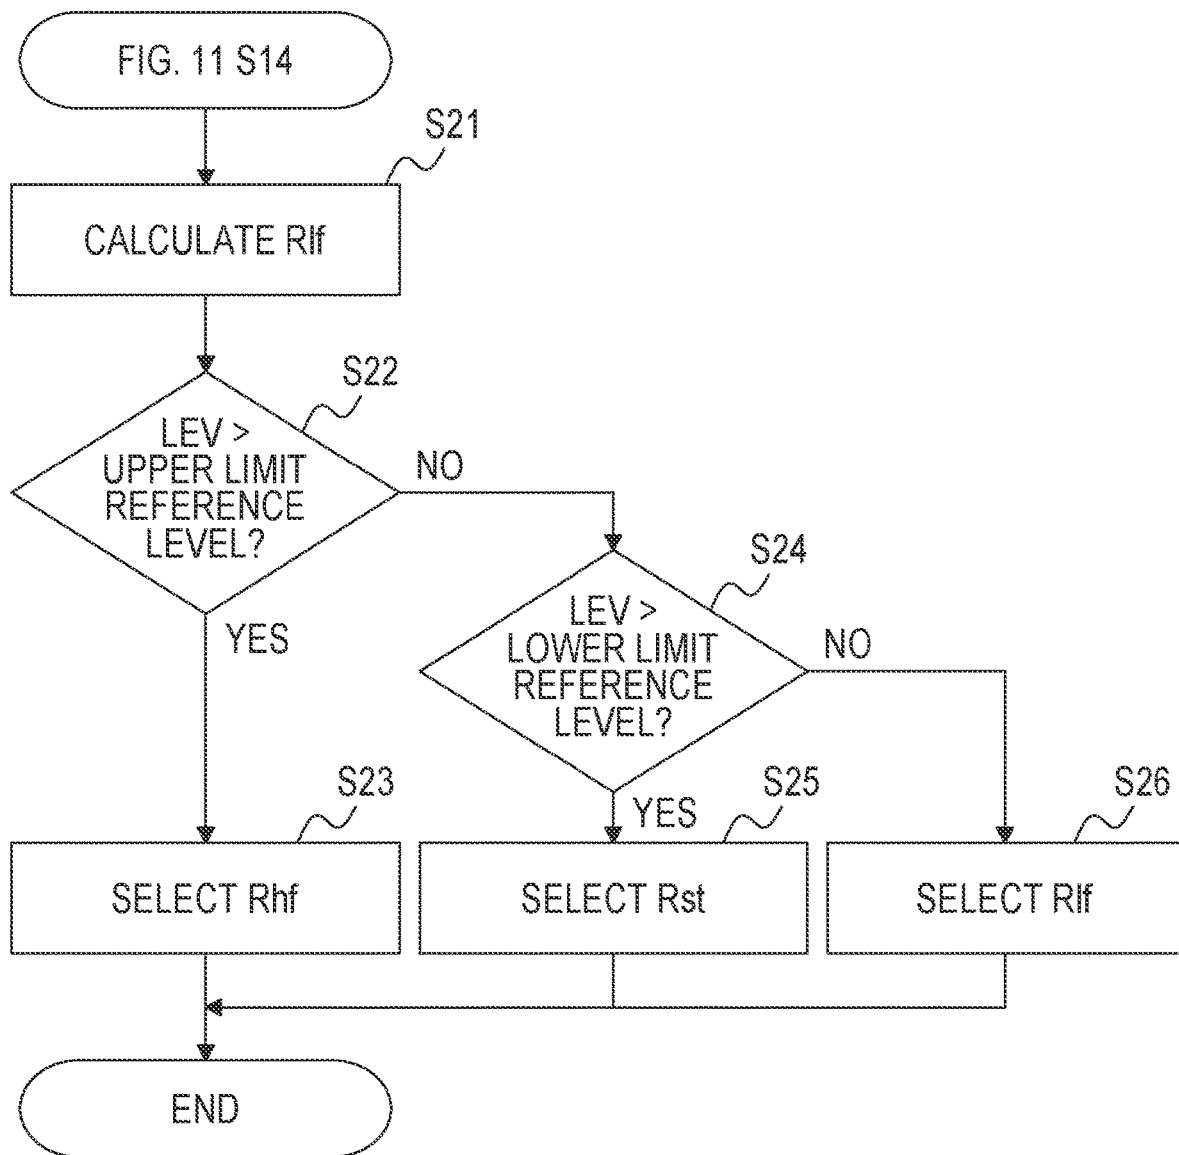 FIG. 11 S14
S21
CALCULATE Rlf
S22
LEV >
UPPER LIMIT
REFERENCE
LEVEL?
NO
YES
S24
LEV >
LOWER LIMIT
REFERENCE
LEVEL?
NO
YES
S23
SELECT Rhf
S25
SELECT Rst
S26
SELECT Rlf
END